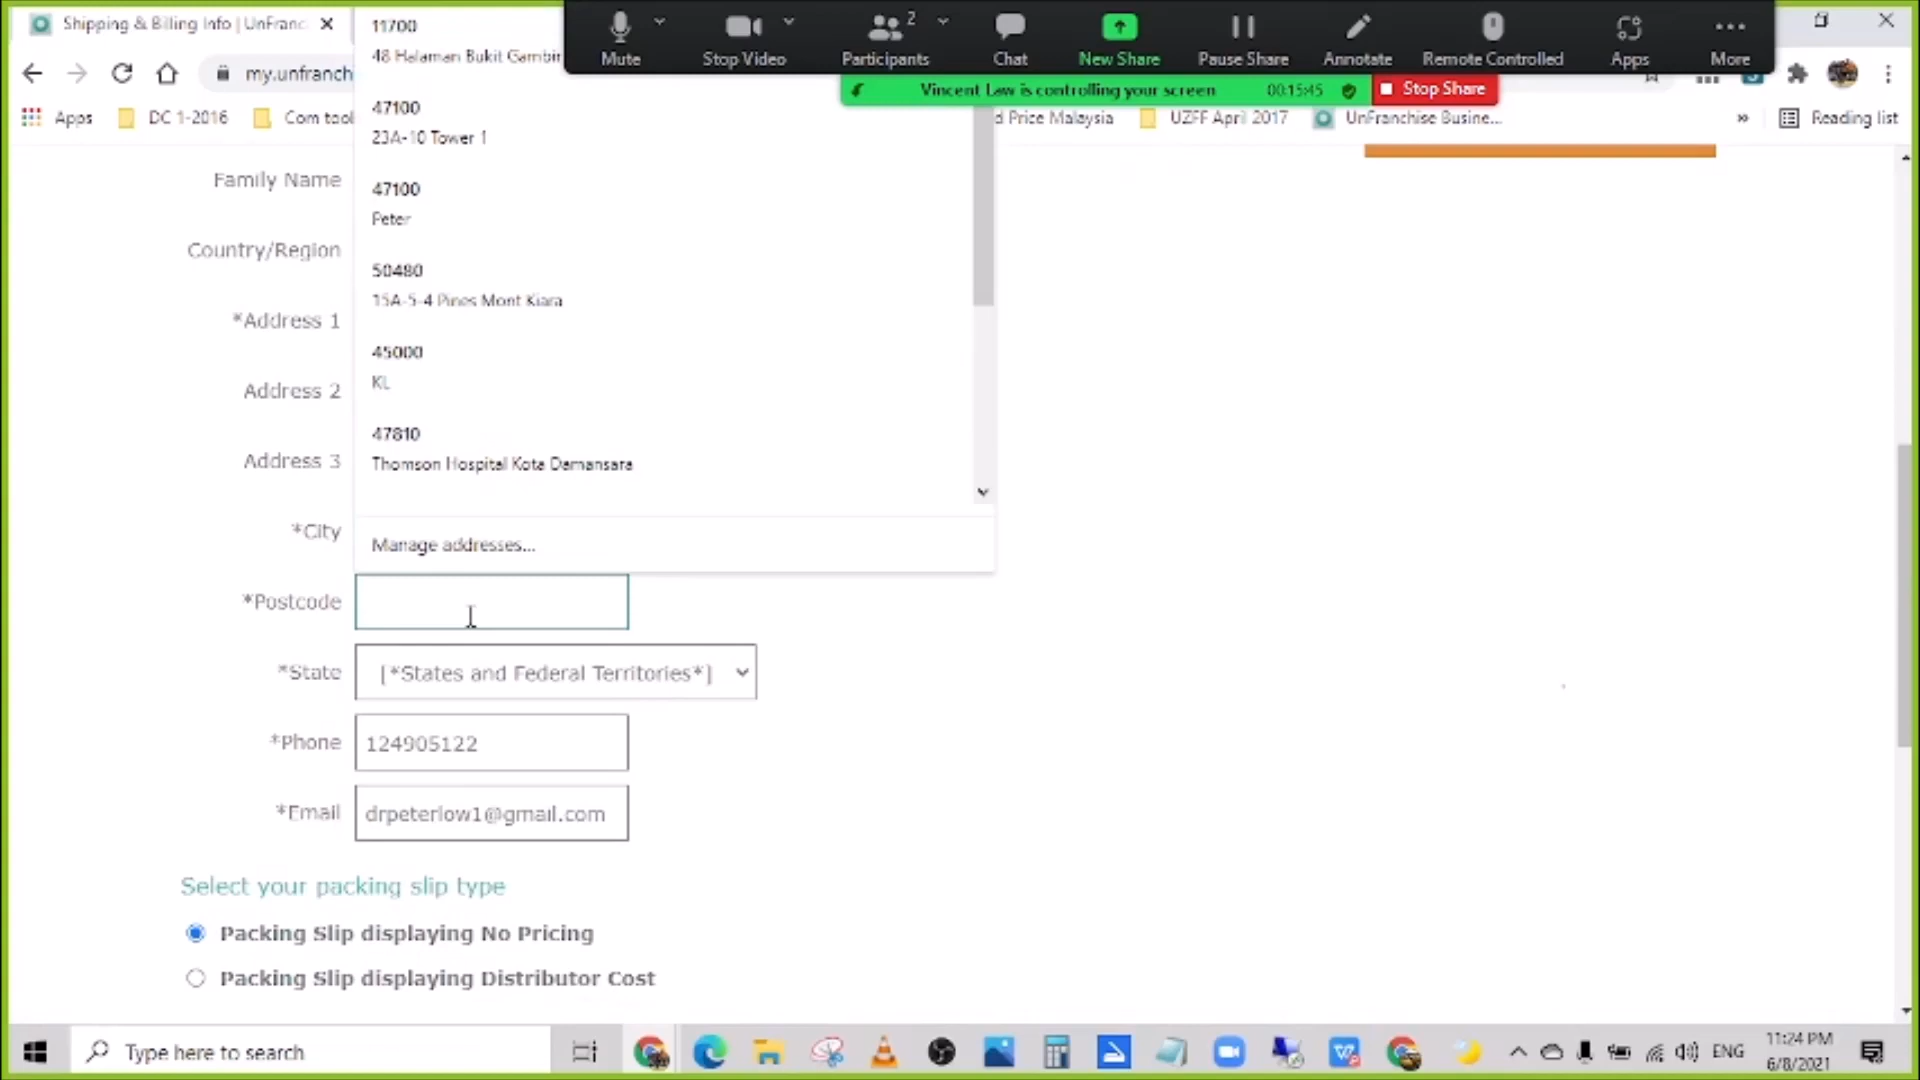 Shipping & Billing Info | UnFranc
11700
48 Halaman Bukit Gambir
Mute
Stop Video
Participants
2
Chat
New Share
Pause Share
Annotate
Remote Controlled
Apps
More
my.unfranch
Vincent Law is controlling your screen
00:15:45
Stop Share
Apps
DC 1-2016
Com tool
d Price Malaysia
UZFF April 2017
UnFranchise Busine...
»
Reading list
47100
23A-10 Tower 1
Family Name
47100
Peter
Country/Region
50480
15A-5-4 Pines Mont Kiara
*Address 1
45000
KL
Address 2
47810
Thomson Hospital Kota Damansara
Address 3
*City
Manage addresses...
*Postcode
*State
[*States and Federal Territories*]
*Phone
124905122
*Email
drpeterlow1@gmail.com
Select your packing slip type
Packing Slip displaying No Pricing
Packing Slip displaying Distributor Cost
Type here to search
ENG
11:24 PM
6/8/2021